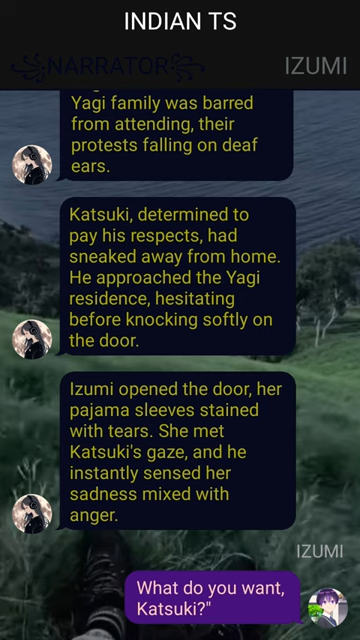 INDIAN TS
NARRATOR
IZUMI
Yagi family was barred
from attending, their
protests falling on deaf
ears.
Katsuki, determined to
pay his respects, had
sneaked away from home.
He approached the Yagi
residence, hesitating
before knocking softly on
the door.
Izumi opened the door, her
pajama sleeves stained
with tears. She met
Katsuki's gaze, and he
instantly sensed her
sadness mixed with
anger.
IZUMI
What do you want,
Katsuki?"